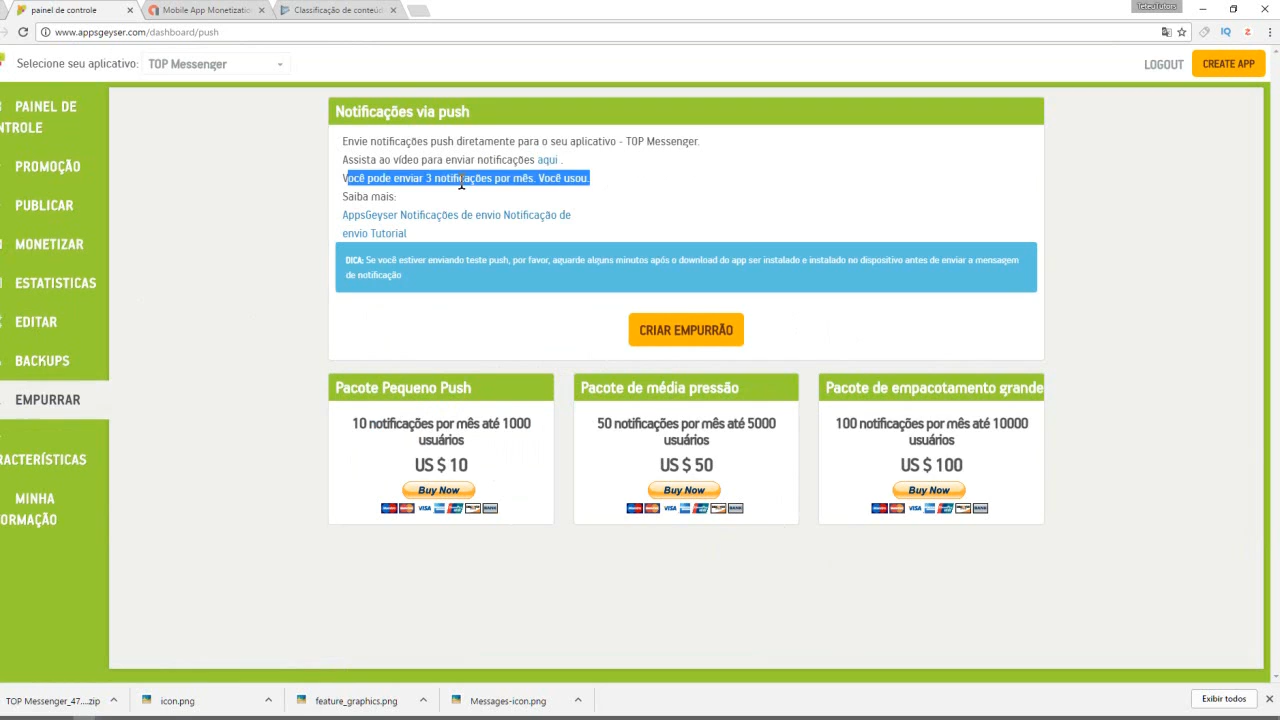 painel de controle
Mobile App Monetizatio
Classificação de conteúd
TeteuTutors
www.appsgeyser.com/dashboard/push
Selecione seu aplicativo: TOP Messenger
LOGOUT
CREATE APP
PAINEL DE
NTROLE
PROMOÇÃO
PUBLICAR
MONETIZAR
ESTATISTICAS
EDITAR
BACKUPS
EMPURRAR
RACTERÍSTICAS
MINHA
ORMAÇÃO
Notificações via push
Envie notificações push diretamente para o seu aplicativo - TOP Messenger.
Assista ao vídeo para enviar notificações aqui .
Você pode enviar 3 notificações por mês. Você usou.
Saiba mais:
AppsGeyser Notificações de envio Notificação de
envio Tutorial
DICA: Se você estiver enviando teste push, por favor, aguarde alguns minutos após o download do app ser instalado e instalado no dispositivo antes de enviar a mensagem
de notificação
CRIAR EMPURRÃO
Pacote Pequeno Push
10 notificações por mês até 1000
usuários
US $ 10
Buy Now
VISA
BANK
Pacote de média pressão
50 notificações por mês até 5000
usuários
US $ 50
Buy Now
VISA
BANK
Pacote de empacotamento grande
100 notificações por mês até 10000
usuários
US $ 100
Buy Now
VISA
BANK
TOP Messenger_47....zip
icon.png
feature_graphics.png
Messages-icon.png
Exibir todos